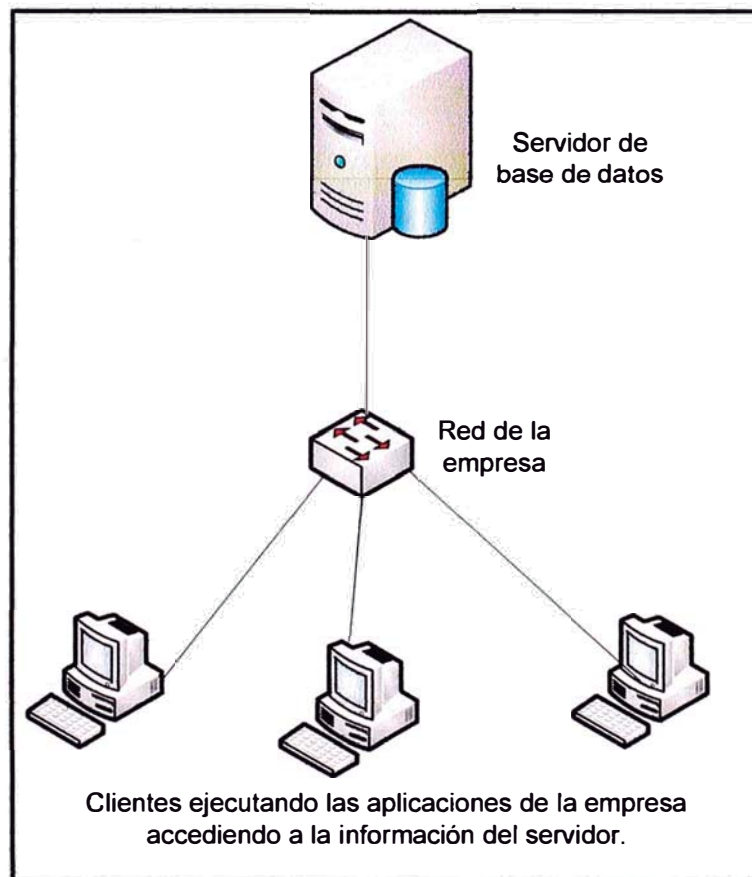 Servidor de
base de datos
Red de la
empresa
Clientes ejecutando las aplicaciones de la empresa
accediendo a la información del servidor.